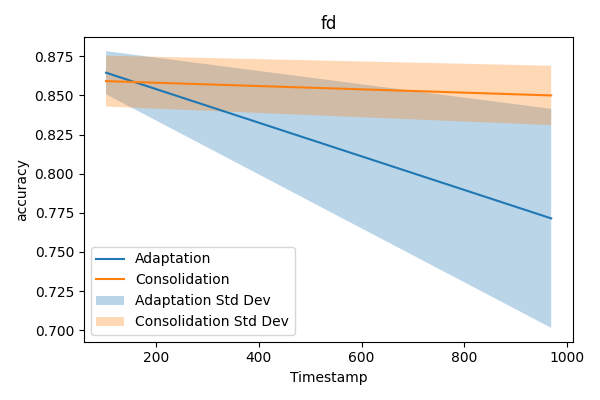 fd
accuracy
0.875
0.850
0.825
0.800
0.775
0.750
0.725
0.700
Adaptation
Consolidation
Adaptation Std Dev
Consolidation Std Dev
200 400 600 800 1000
Timestamp